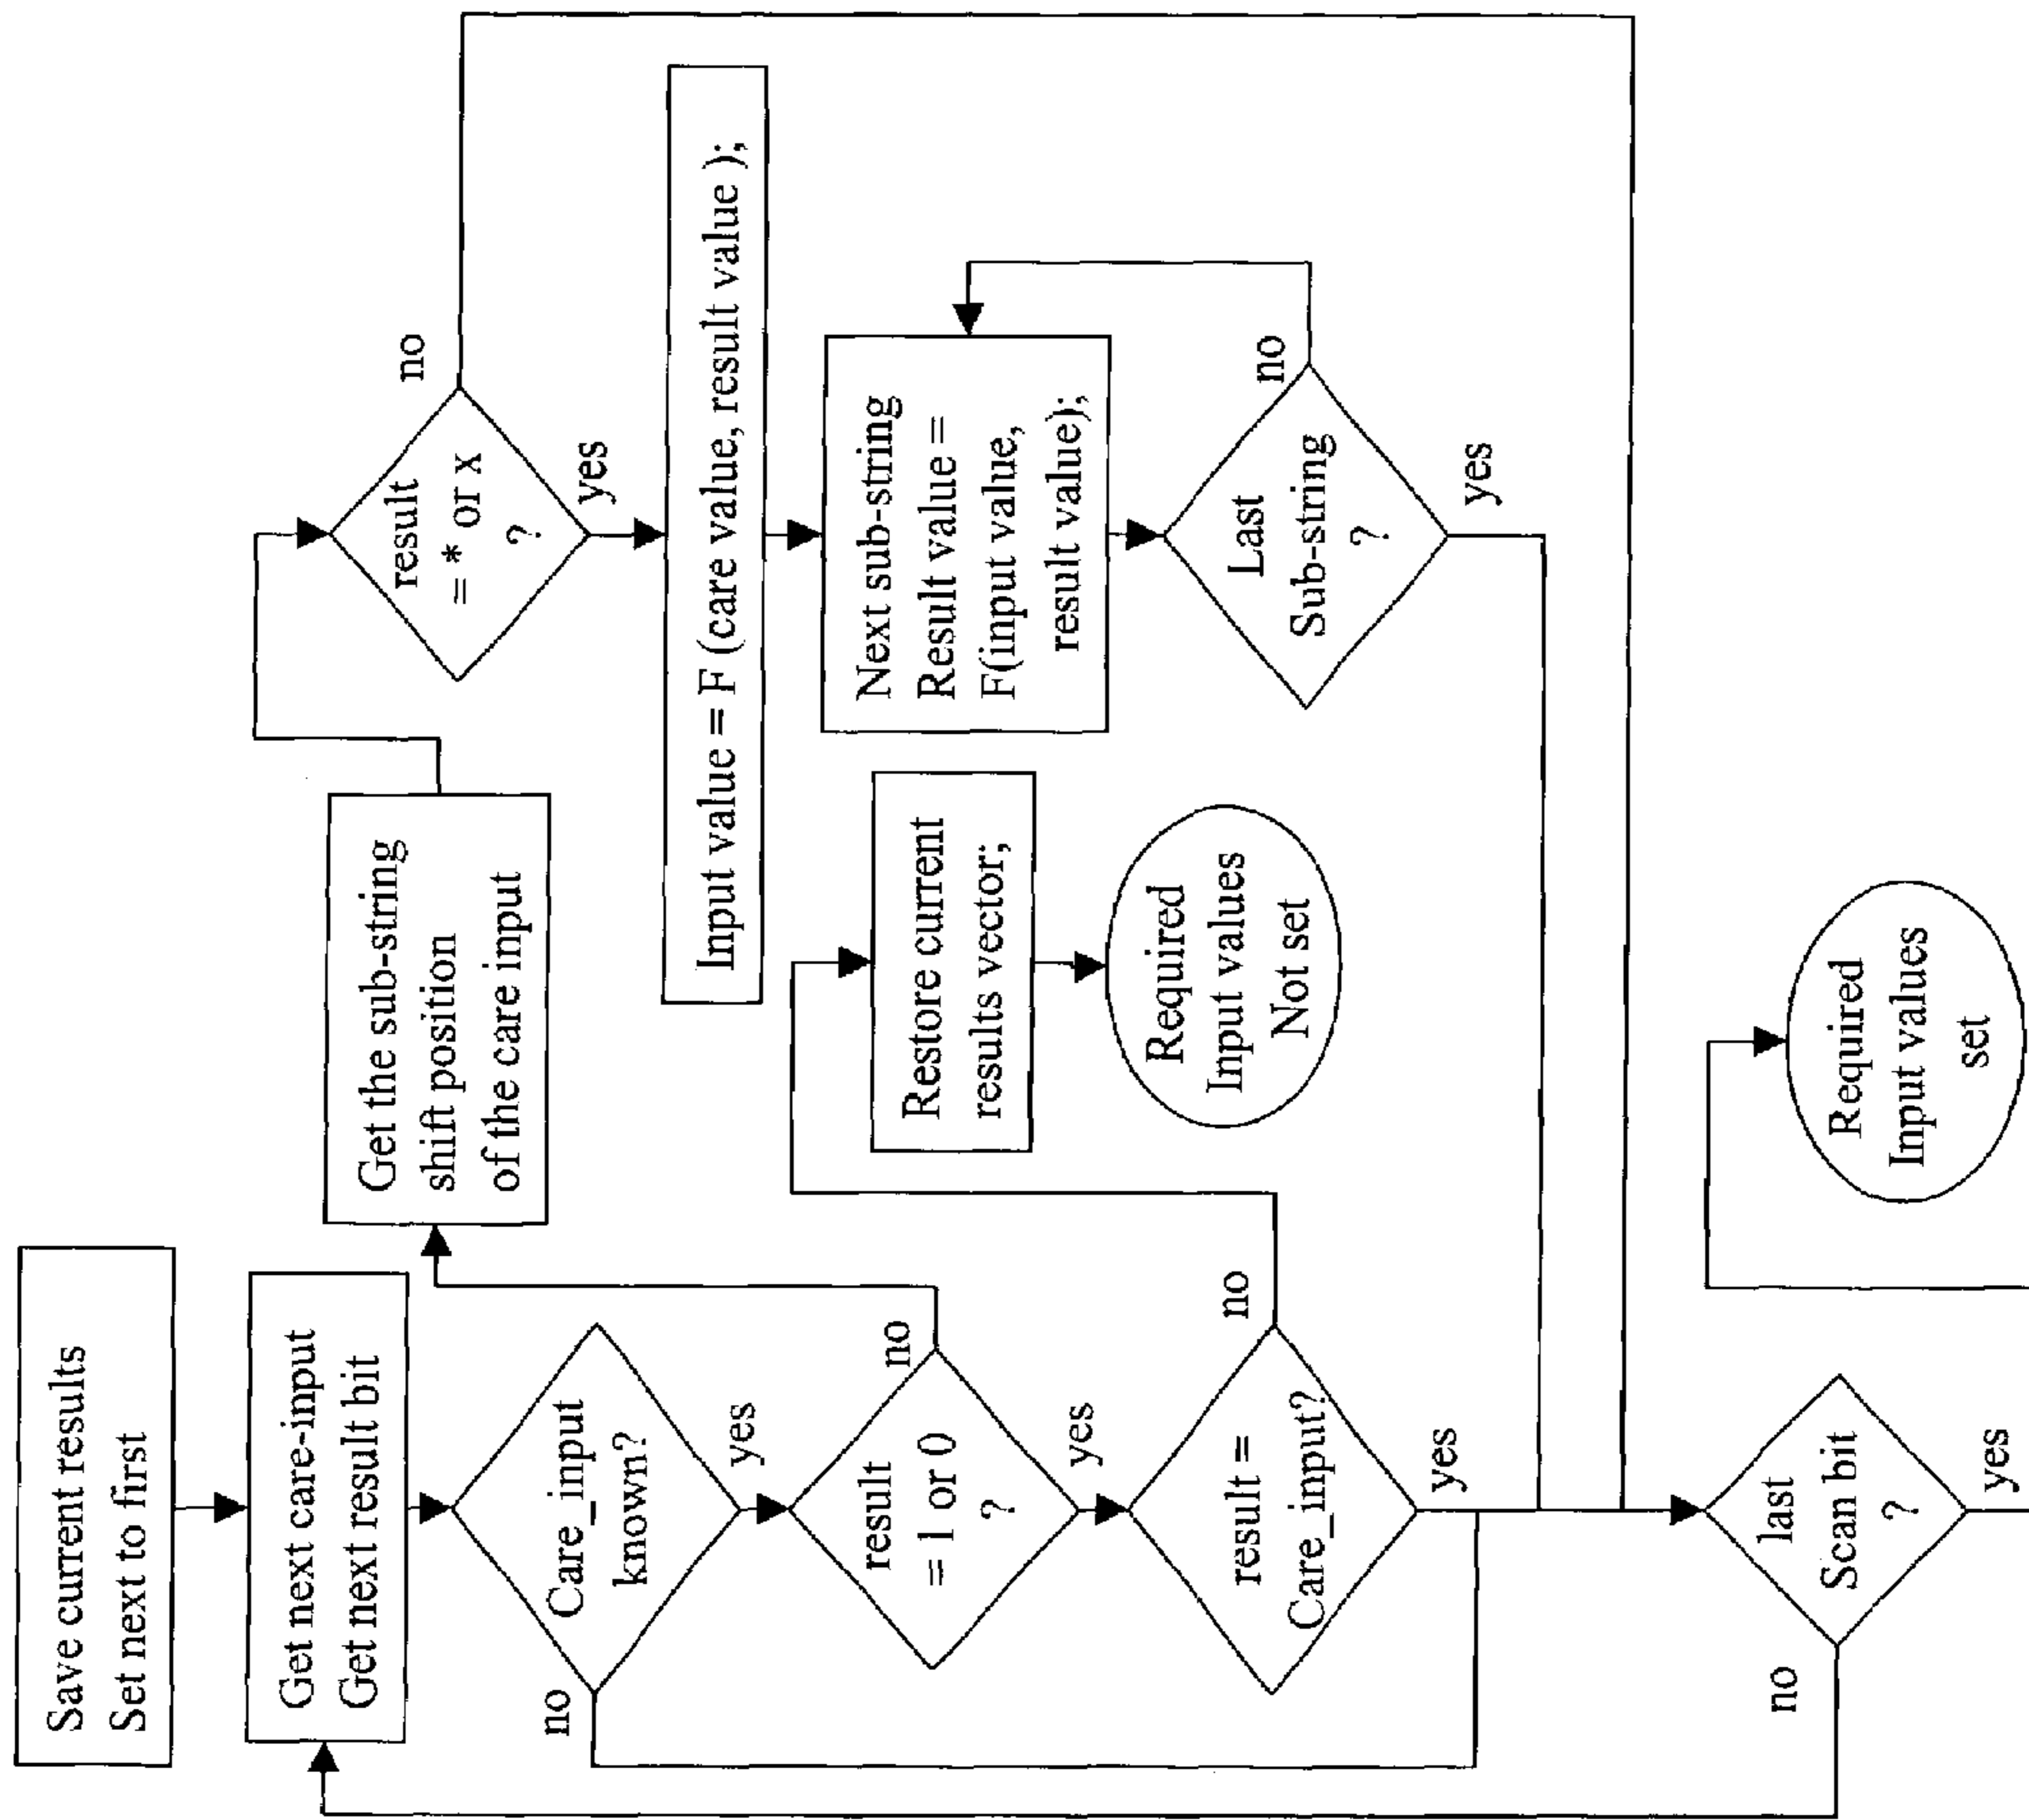 Save current results
Set next to first
Get next care-input
Get next result bit
Care_input
known?
no
yes
result
= 1 or 0
?
no
yes
result =
Care_input?
no
yes
last
Scan bit
?
no
yes
Get the sub-string
shift position
of the care input
result
= * or x
?
no
yes
Input value = F (care value, result value );
Next sub-string
Result value =
F(input value,
result value);
Last
Sub-string
?
no
yes
Restore current
results vector;
Required
Input values
Not set
Required
Input values
set